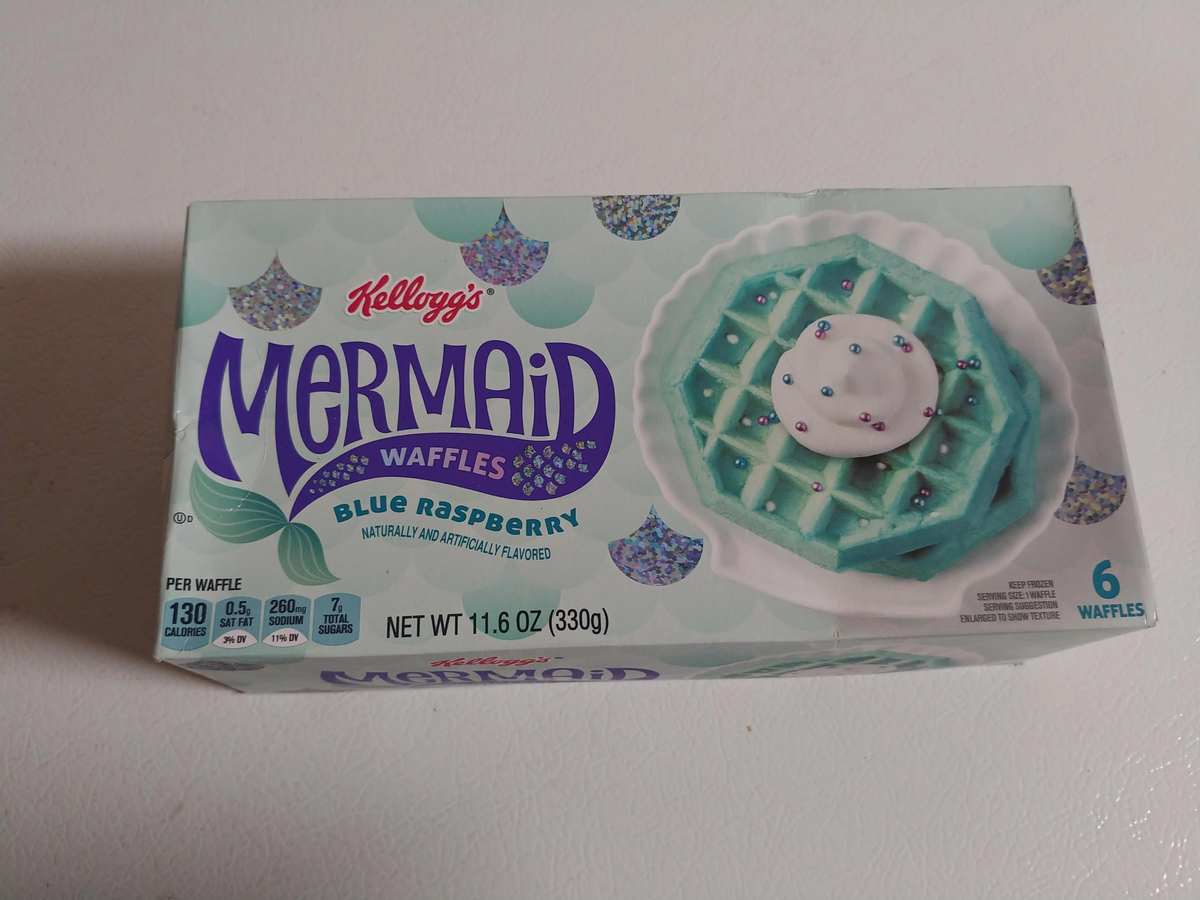 Kellogg's®
MERMAiD
WAFFLES
BLUe RaSPBeRRY
NATURALLY AND ARTIFICIALLY FLAVORED
U D
PER WAFFLE
130
CALORIES
0.5g
SAT FAT
3% DV
260mg
SODIUM
11% DV
7g
TOTAL
SUGARS
NET WT 11.6 OZ (330g)
KEEP FROZEN
SERVING SIZE: 1 WAFFLE
SERVING SUGGESTION
ENLARGED TO SHOW TEXTURE
6
WAFFLES
Kellogg's
MERMAiD